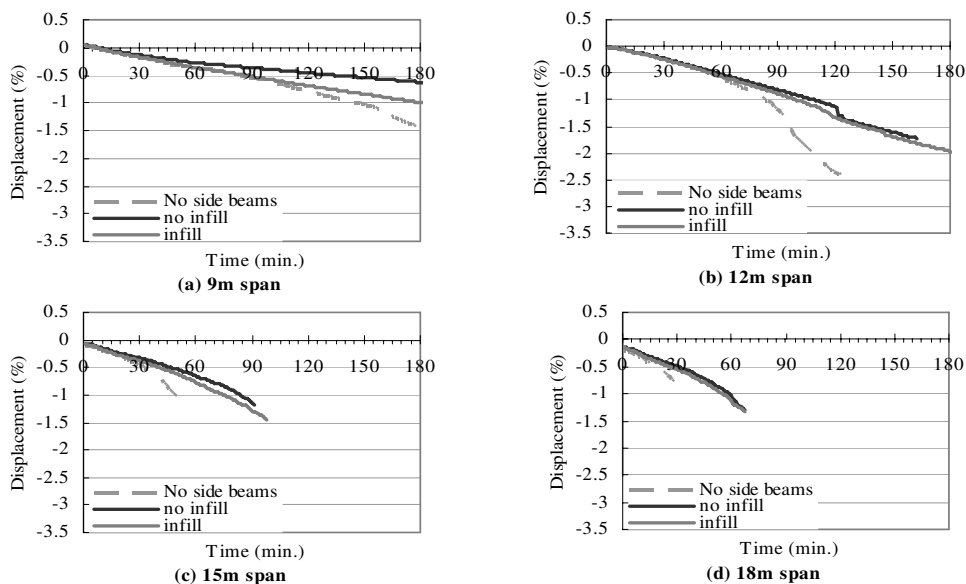 0.5
0
-0.5
-1
-1.5
-2
-2.5
-3
-3.5
0 30 60 90 120 150 180
Displacement (%)
No side beams
no infill
infill
Time (min.)
(a) 9m span
0.5
0
-0.5
-1
-1.5
-2
-2.5
-3
-3.5
0 30 60 90 120 150 180
Displacement (%)
No side beams
no infill
infill
Time (min.)
(b) 12m span
0.5
0
-0.5
-1
-1.5
-2
-2.5
-3
-3.5
0 30 60 90 120 150 180
Displacement (%)
No side beams
no infill
infill
Time (min.)
(c) 15m span
0.5
0
-0.5
-1
-1.5
-2
-2.5
-3
-3.5
0 30 60 90 120 150 180
Displacement (%)
No side beams
no infill
infill
Time (min.)
(d) 18m span